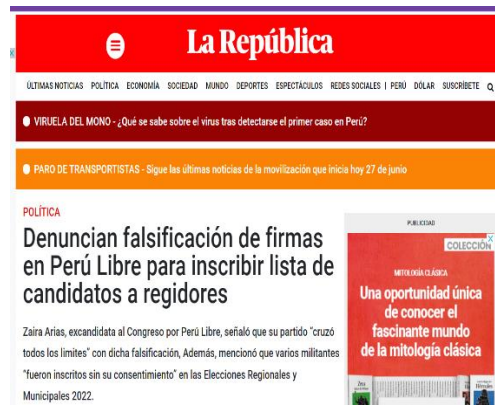 La República
ÚLTIMAS NOTICIAS POLÍTICA ECONOMÍA SOCIEDAD MUNDO DEPORTES ESPECTÁCULOS REDES SOCIALES | PERÚ DÓLAR SUSCRÍBETE
VIRUELA DEL MONO - ¿Qué se sabe sobre el virus tras detectarse el primer caso en Perú?
PARO DE TRANSPORTISTAS - Sigue las últimas noticias de la movilización que inicia hoy 27 de junio
POLÍTICA
Denuncian falsificación de firmas
en Perú Libre para inscribir lista de
candidatos a regidores
Zaira Arias, excandidata al Congreso por Perú Libre, señaló que su partido "cruzó
todos los limites" con dicha falsificación, Además, mencionó que varios militantes
"fueron inscritos sin su consentimiento" en las Elecciones Regionales y
Municipales 2022.
PUBLICIDAD
COLECCIÓN
MITOLOGÍA CLÁSICA
Una oportunidad única
de conocer el
fascinante mundo
de la mitología clásica